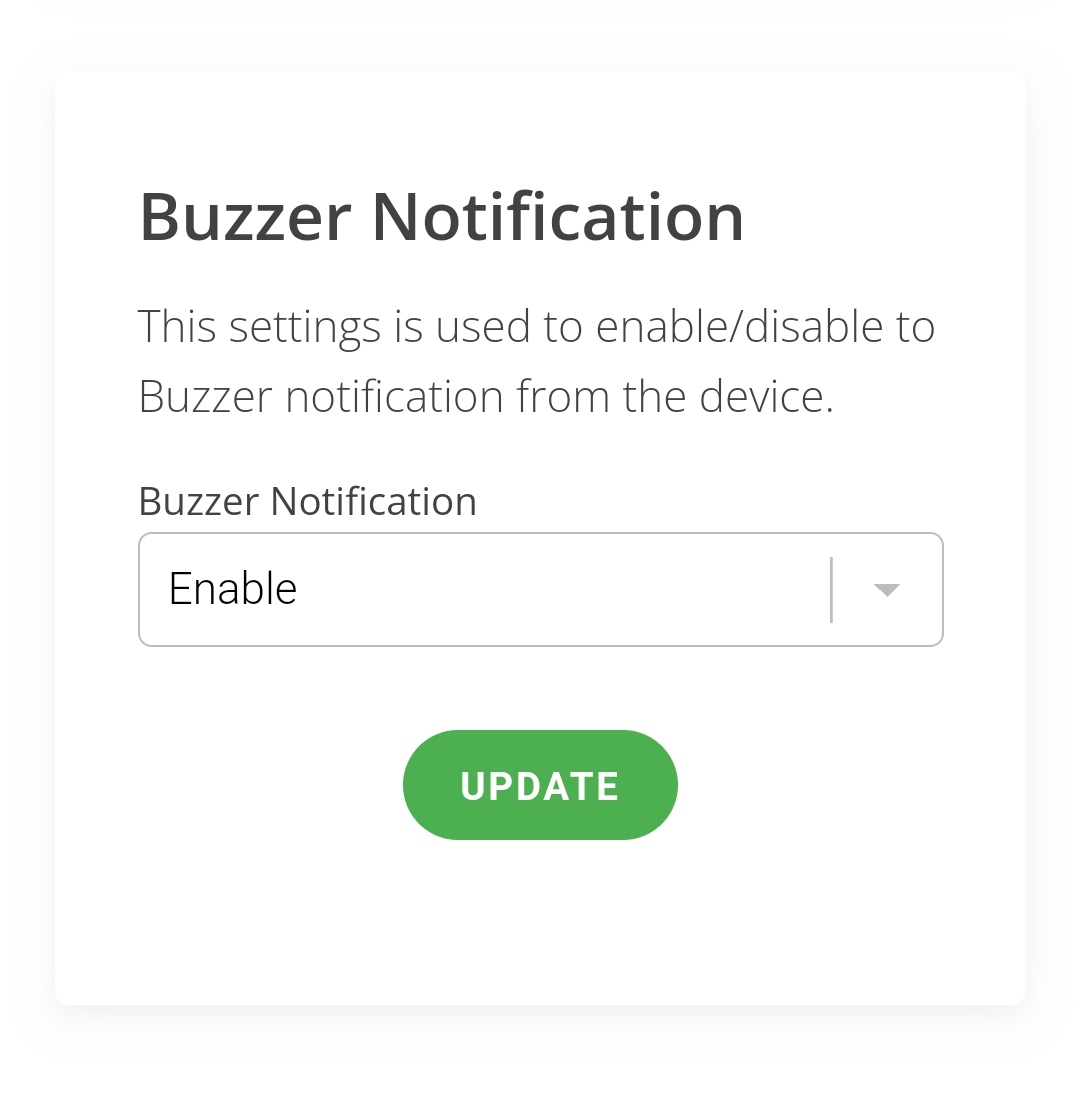 Buzzer Notification
This settings is used to enable/disable to
Buzzer notification from the device.
Buzzer Notification
Enable
UPDATE